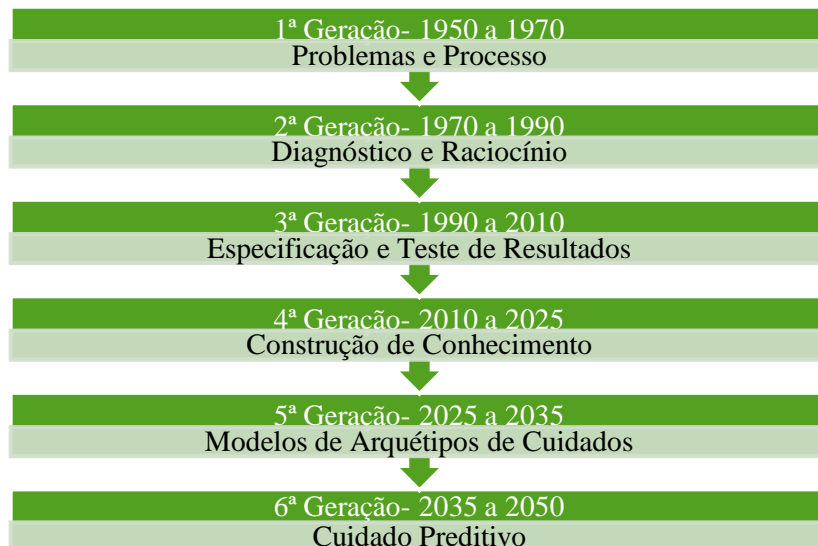 1ª Geração- 1950 a 1970
Problemas e Processo
2ª Geração- 1970 a 1990
Diagnóstico e Raciocínio
3ª Geração- 1990 a 2010
Especificação e Teste de Resultados
4ª Geração- 2010 a 2025
Construção de Conhecimento
5ª Geração- 2025 a 2035
Modelos de Arquétipos de Cuidados
6ª Geração- 2035 a 2050
Cuidado Preditivo